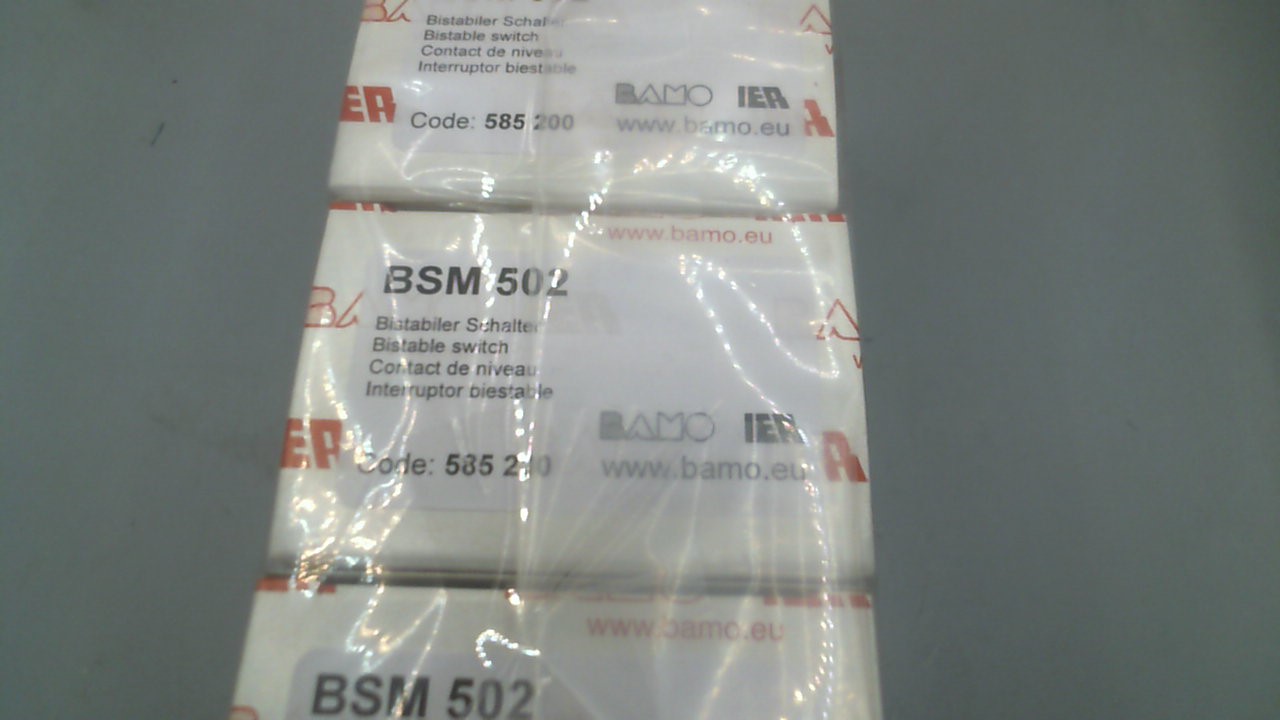 Bistabiler Schalter
Bistable switch
Contact de niveau
Interruptor biestable
BAMO IER
IER
Code: 585 200
www.bamo.eu
www.bamo.eu
BSM 502
Bistabiler Schalter
Bistable switch
Contact de niveau
Interruptor biestable
BAMO IER
IER
Code: 585 200
www.bamo.eu
www.bamo.eu
BSM 502